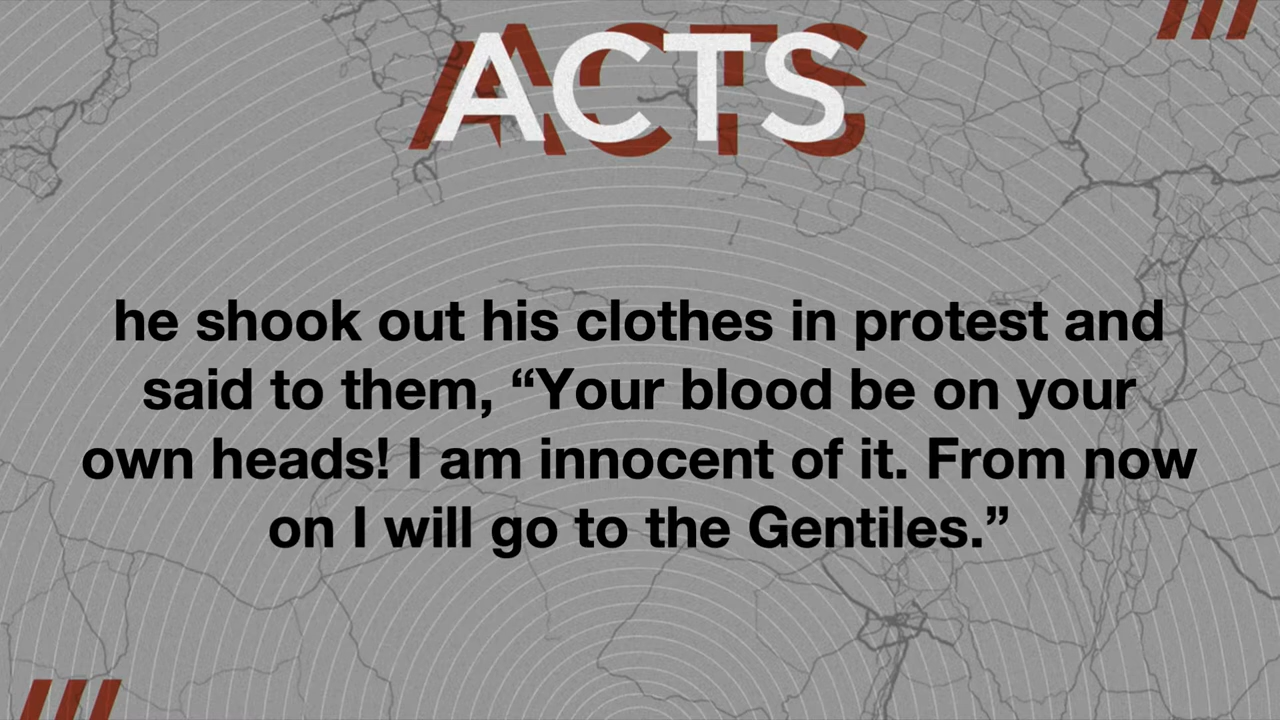 ACTS
he shook out his clothes in protest and
said to them, “Your blood be on your
own heads! I am innocent of it. From now
on I will go to the Gentiles.”